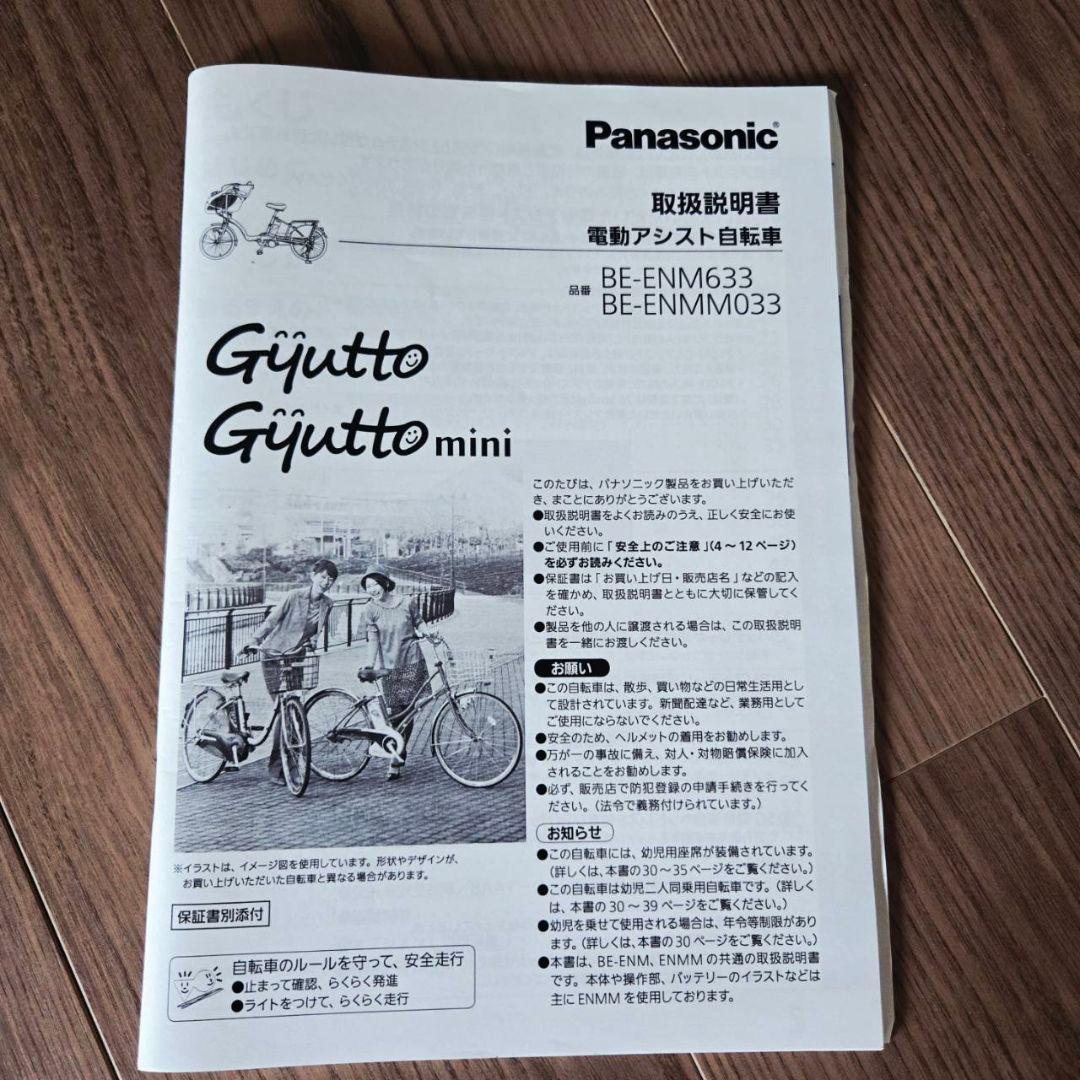 Panasonic®
取扱説明書
電動アシスト自転車
品番 BE-ENM633
BE-ENMM033
Gyutto
Gyutto mini
このたびは、パナソニック製品をお買い上げいただ
き、まことにありがとうございます。
●取扱説明書をよくお読みのうえ、正しく安全にお使
いください。
●ご使用前に「安全上のご注意」(4～12ページ)
を必ずお読みください。
●保証書は「お買い上げ日・販売店名」などの記入
を確かめ、取扱説明書とともに大切に保管してく
ださい。
●製品を他の人に譲渡される場合は、この取扱説明
書を一緒にお渡しください。
お願い
●この自転車は、散歩、買い物などの日常生活用とし
て設計されています。新聞配達など、業務用として
ご使用にならないでください。
●安全のため、ヘルメットの着用をお勧めします。
●万が一の事故に備え、対人・対物賠償保険に加入
されることをお勧めします。
●必ず、販売店で防犯登録の申請手続きを行ってく
ださい。(法令で義務付けられています。)
お知らせ
●この自転車には、幼児用座席が装備されています。
(詳しくは、本書の30～35ページをご覧ください。)
●この自転車は幼児二人同乗用自転車です。(詳しく
は、本書の30～39ページをご覧ください。)
●幼児を乗せて使用される場合は、年令等制限があり
ます。(詳しくは、本書の30ページをご覧ください。)
●本書は、BE-ENM、ENMMの共通の取扱説明書
です。本体や操作部、バッテリーのイラストなどは
主にENMMを使用しております。
※イラストは、イメージ図を使用しています。形状やデザインが、
お買い上げいただいた自転車と異なる場合があります。
保証書別添付
自転車のルールを守って、安全走行
●止まって確認、らくらく発進
●ライトをつけて、らくらく走行